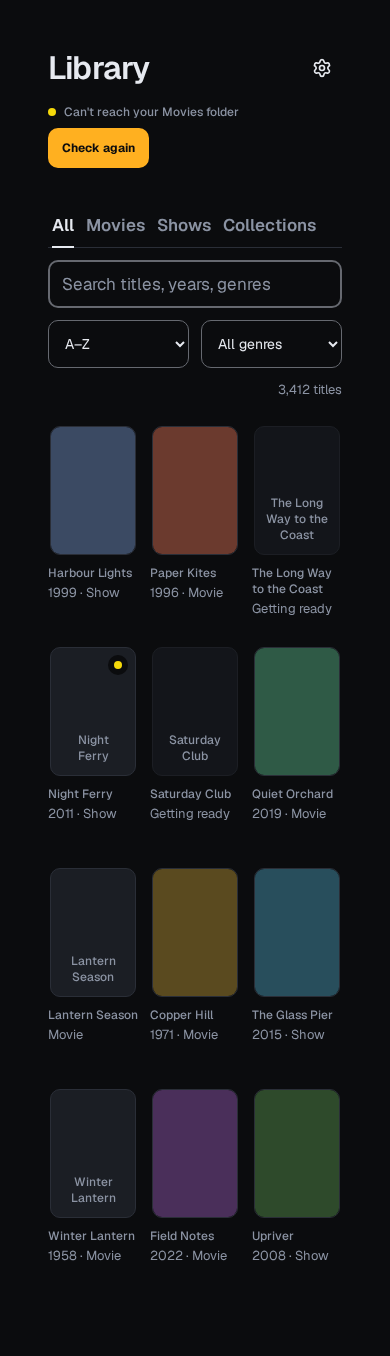 Library
Can't reach your Movies folder
Check again
All Movies Shows Collections
Search titles, years, genres
A–Z All genres
3,412 titles
The Long
Way to the
Coast
Harbour Lights
1999 · Show
Paper Kites
1996 · Movie
The Long Way
to the Coast
Getting ready
Night
Ferry
Saturday
Club
Night Ferry
2011 · Show
Saturday Club
Getting ready
Quiet Orchard
2019 · Movie
Lantern
Season
Lantern Season
Movie
Copper Hill
1971 · Movie
The Glass Pier
2015 · Show
Winter
Lantern
Winter Lantern
1958 · Movie
Field Notes
2022 · Movie
Upriver
2008 · Show